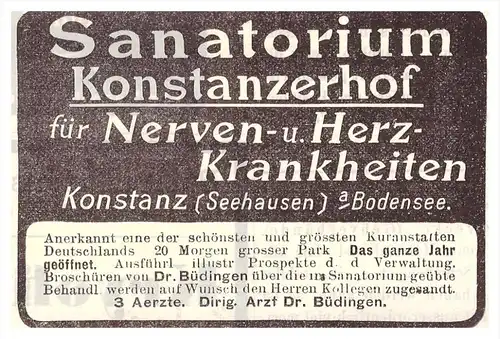 Sanatorium
Konstanzerhof
für Nerven- u. Herz-
Krankheiten
Konstanz (Seehausen) a/Bodensee.
Anerkannt eine der schönsten und grössten Kuranstalten
Deutschlands 20 Morgen grosser Park Das ganze Jahr
geöffnet. Ausführl illustr Prospekte d. d Verwaltung.
Broschüren von Dr. Büdingen über die im Sanatorium geübte
Behandl. werden auf Wunsch den Herren Kollegen zugesandt.
3 Aerzte. Dirig. Arzt Dr. Büdingen.